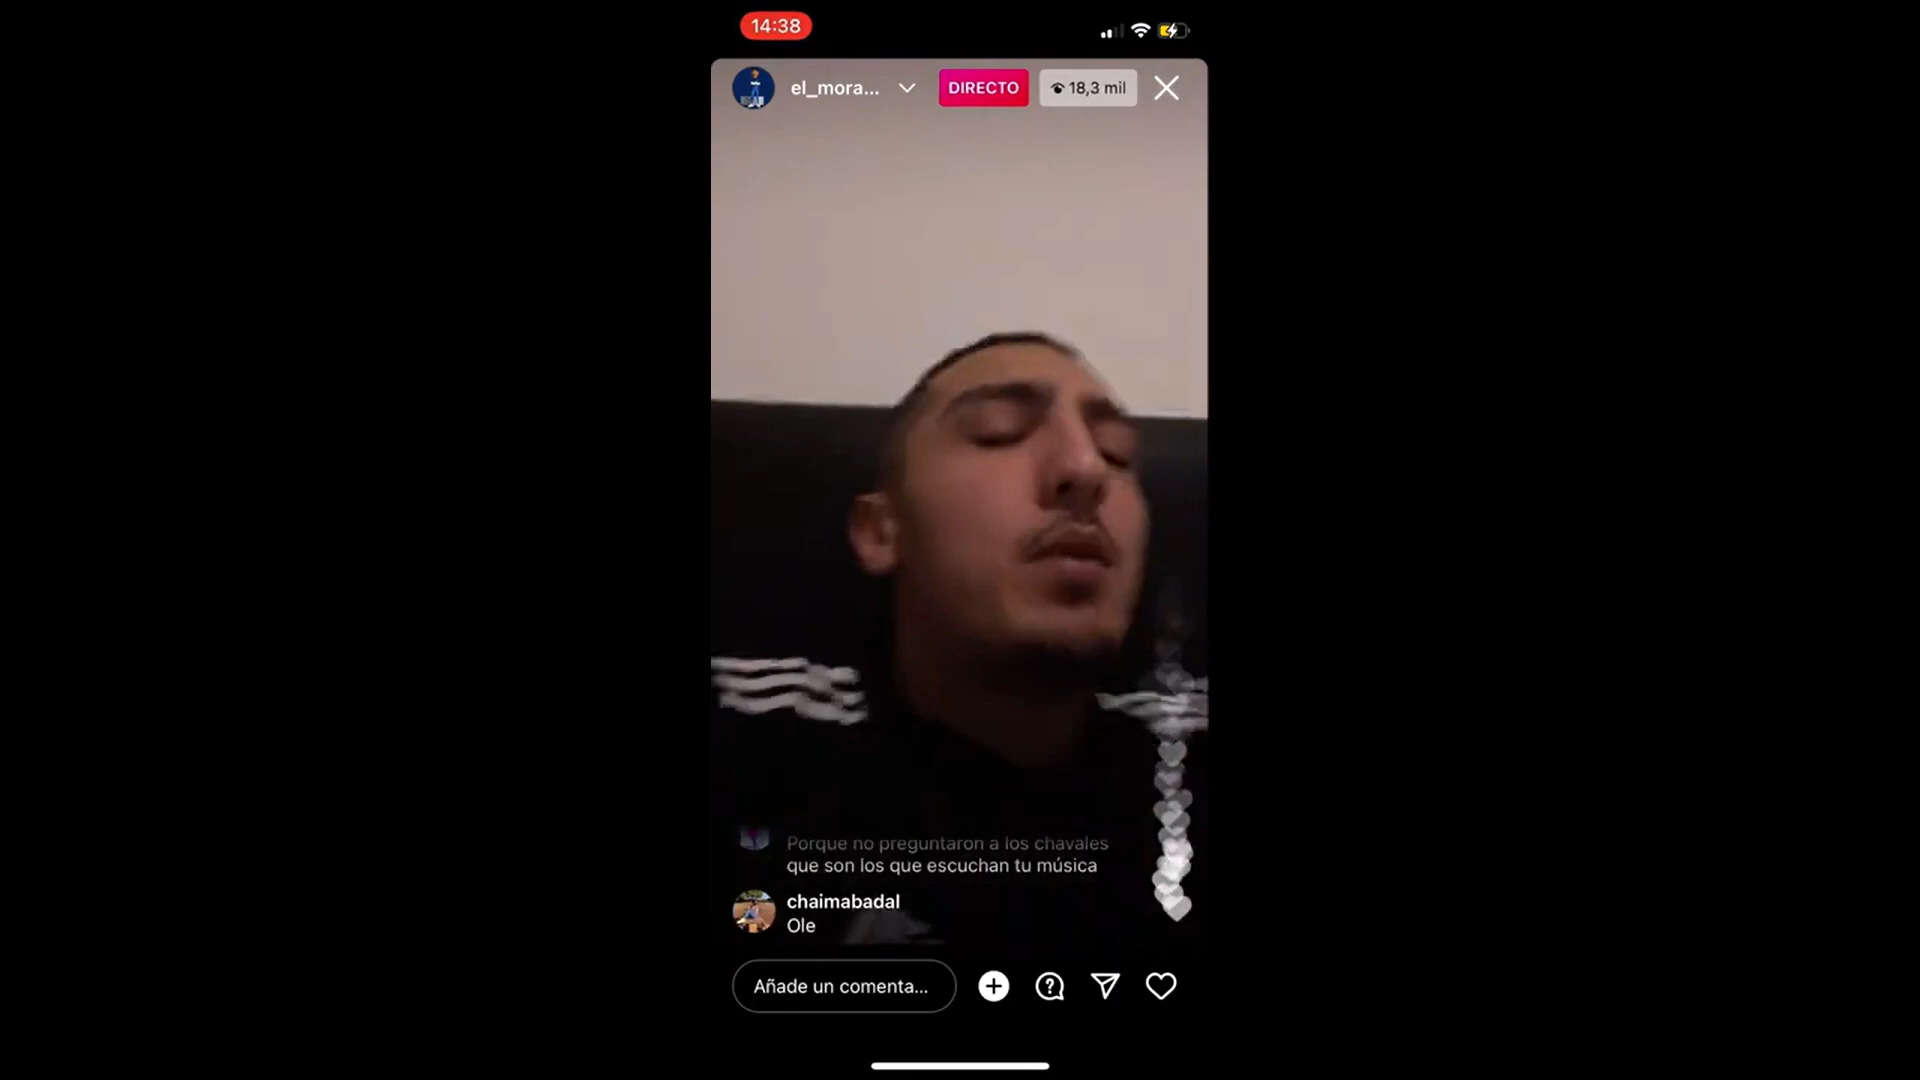 14:38
el_mora...
DIRECTO
18,3 mil
Porque no preguntaron a los chavales
que son los que escuchan tu música
chaimabadal
Ole
Añade un comenta...